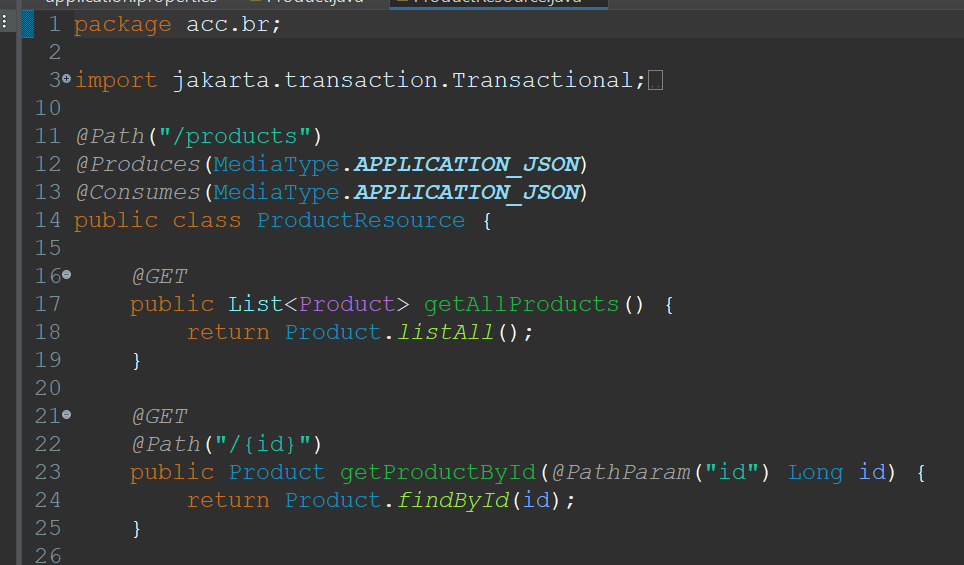 application.properties Product.java ProductResource.java
1 package acc.br;
2
3 import jakarta.transaction.Transactional;
10
11 @Path("/products")
12 @Produces(MediaType.APPLICATION_JSON)
13 @Consumes(MediaType.APPLICATION_JSON)
14 public class ProductResource {
15
16 @GET
17 public List<Product> getAllProducts() {
18 return Product.listAll();
19 }
20
21 @GET
22 @Path("/{id}")
23 public Product getProductById(@PathParam("id") Long id) {
24 return Product.findById(id);
25 }
26